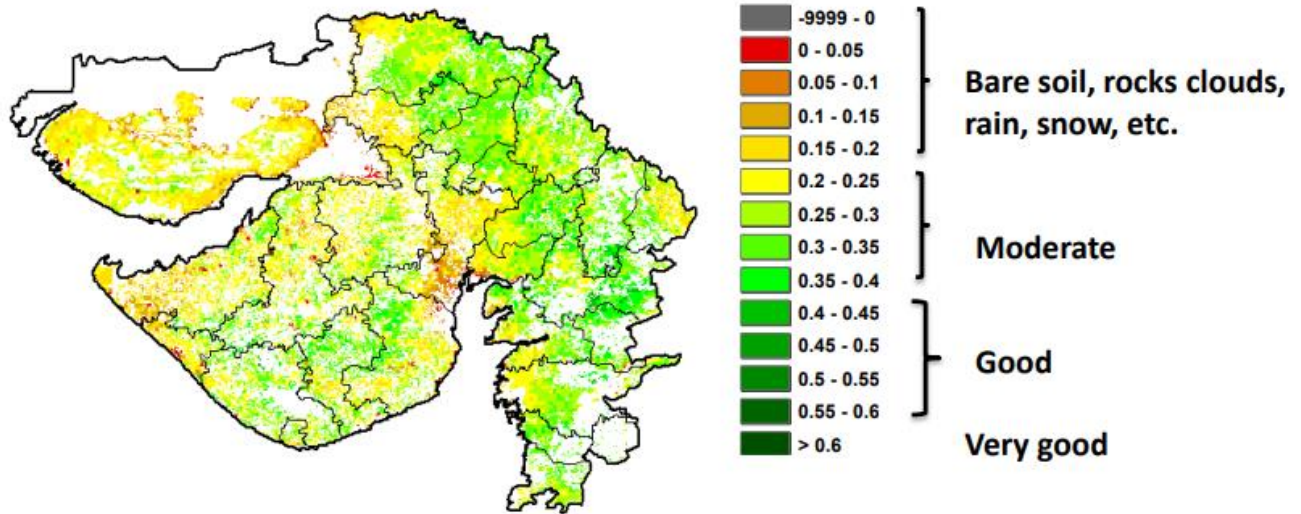 -9999 - 0
0 - 0.05
0.05 - 0.1
0.1 - 0.15
0.15 - 0.2
0.2 - 0.25
0.25 - 0.3
0.3 - 0.35
0.35 - 0.4
0.4 - 0.45
0.45 - 0.5
0.5 - 0.55
0.55 - 0.6
> 0.6
Bare soil, rocks clouds,
rain, snow, etc.
Moderate
Good
Very good